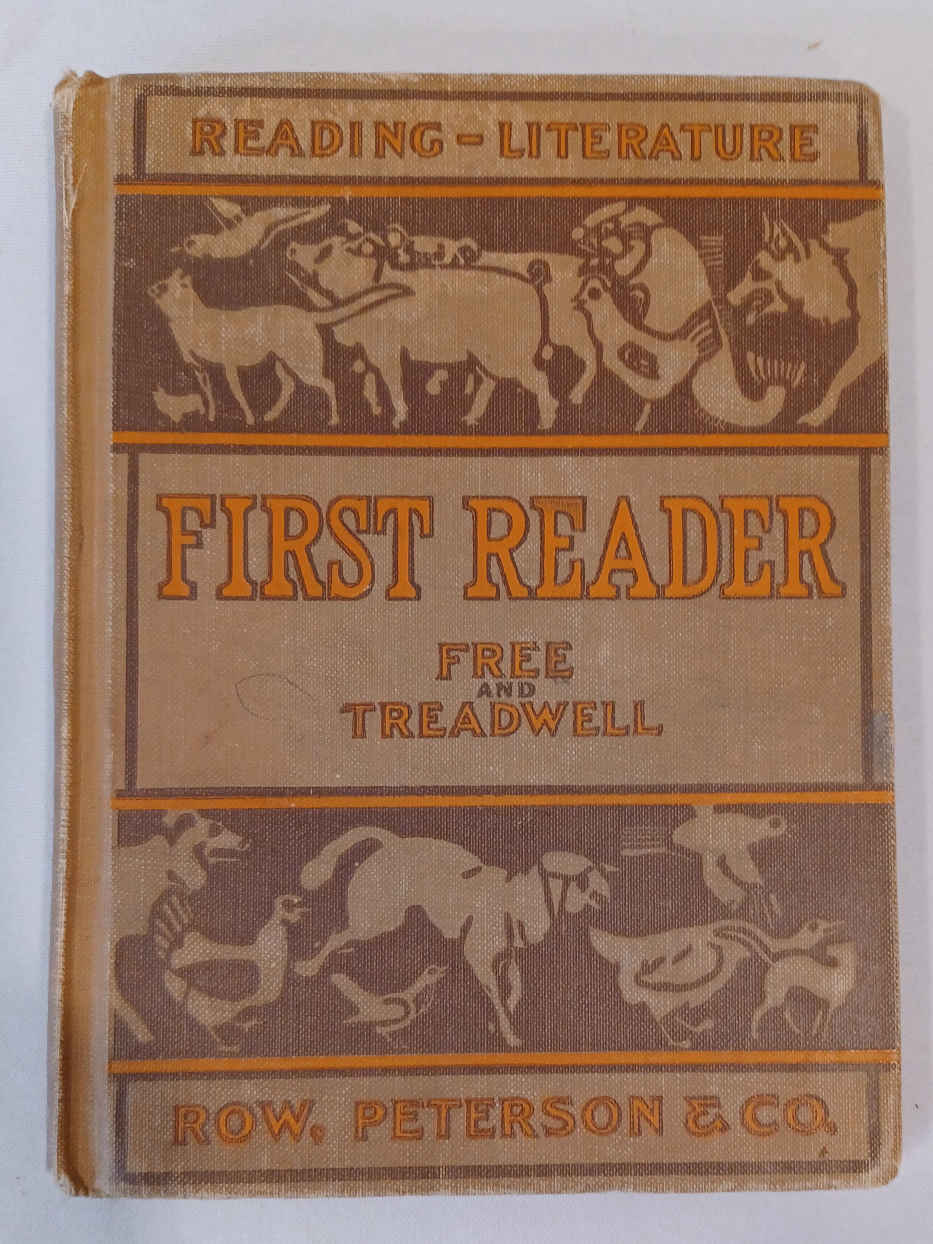 READING - LITERATURE
FIRST READER
FREE
AND
TREADWELL
ROW, PETERSON & CO.